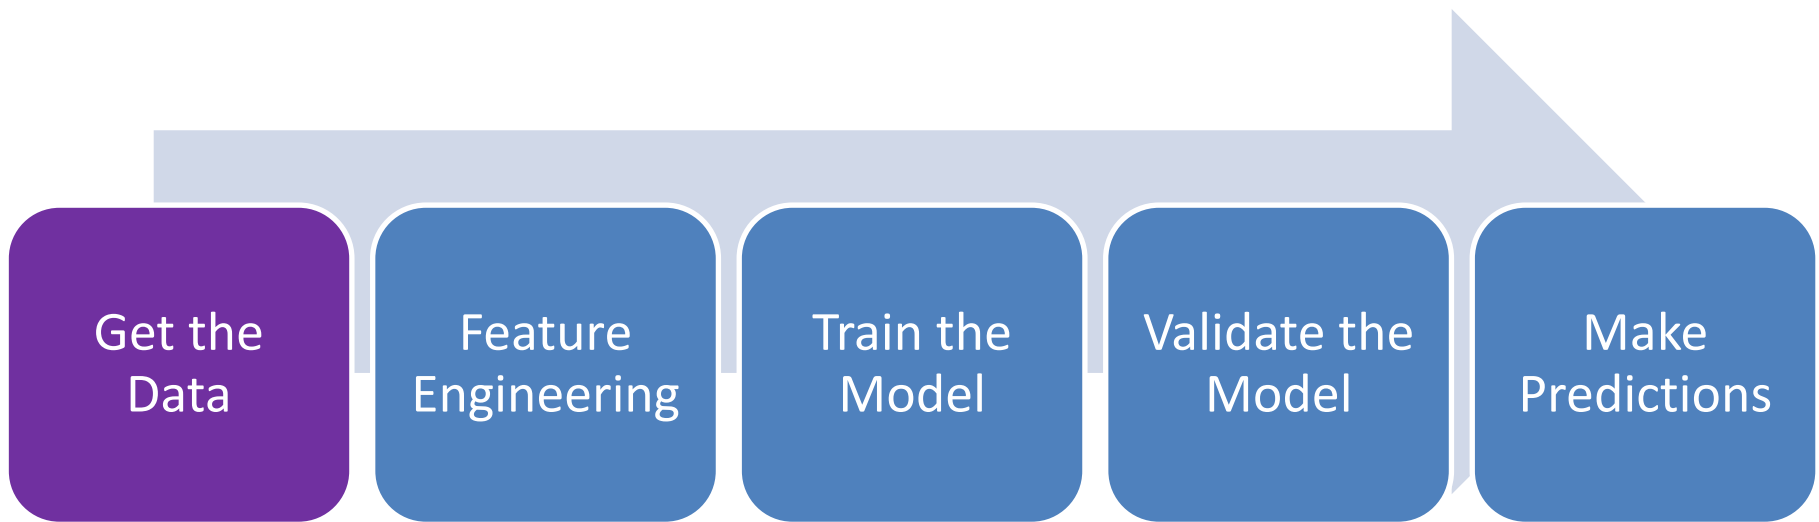 Get the
Data
Feature
Engineering
Train the
Model
Validate the
Model
Make
Predictions